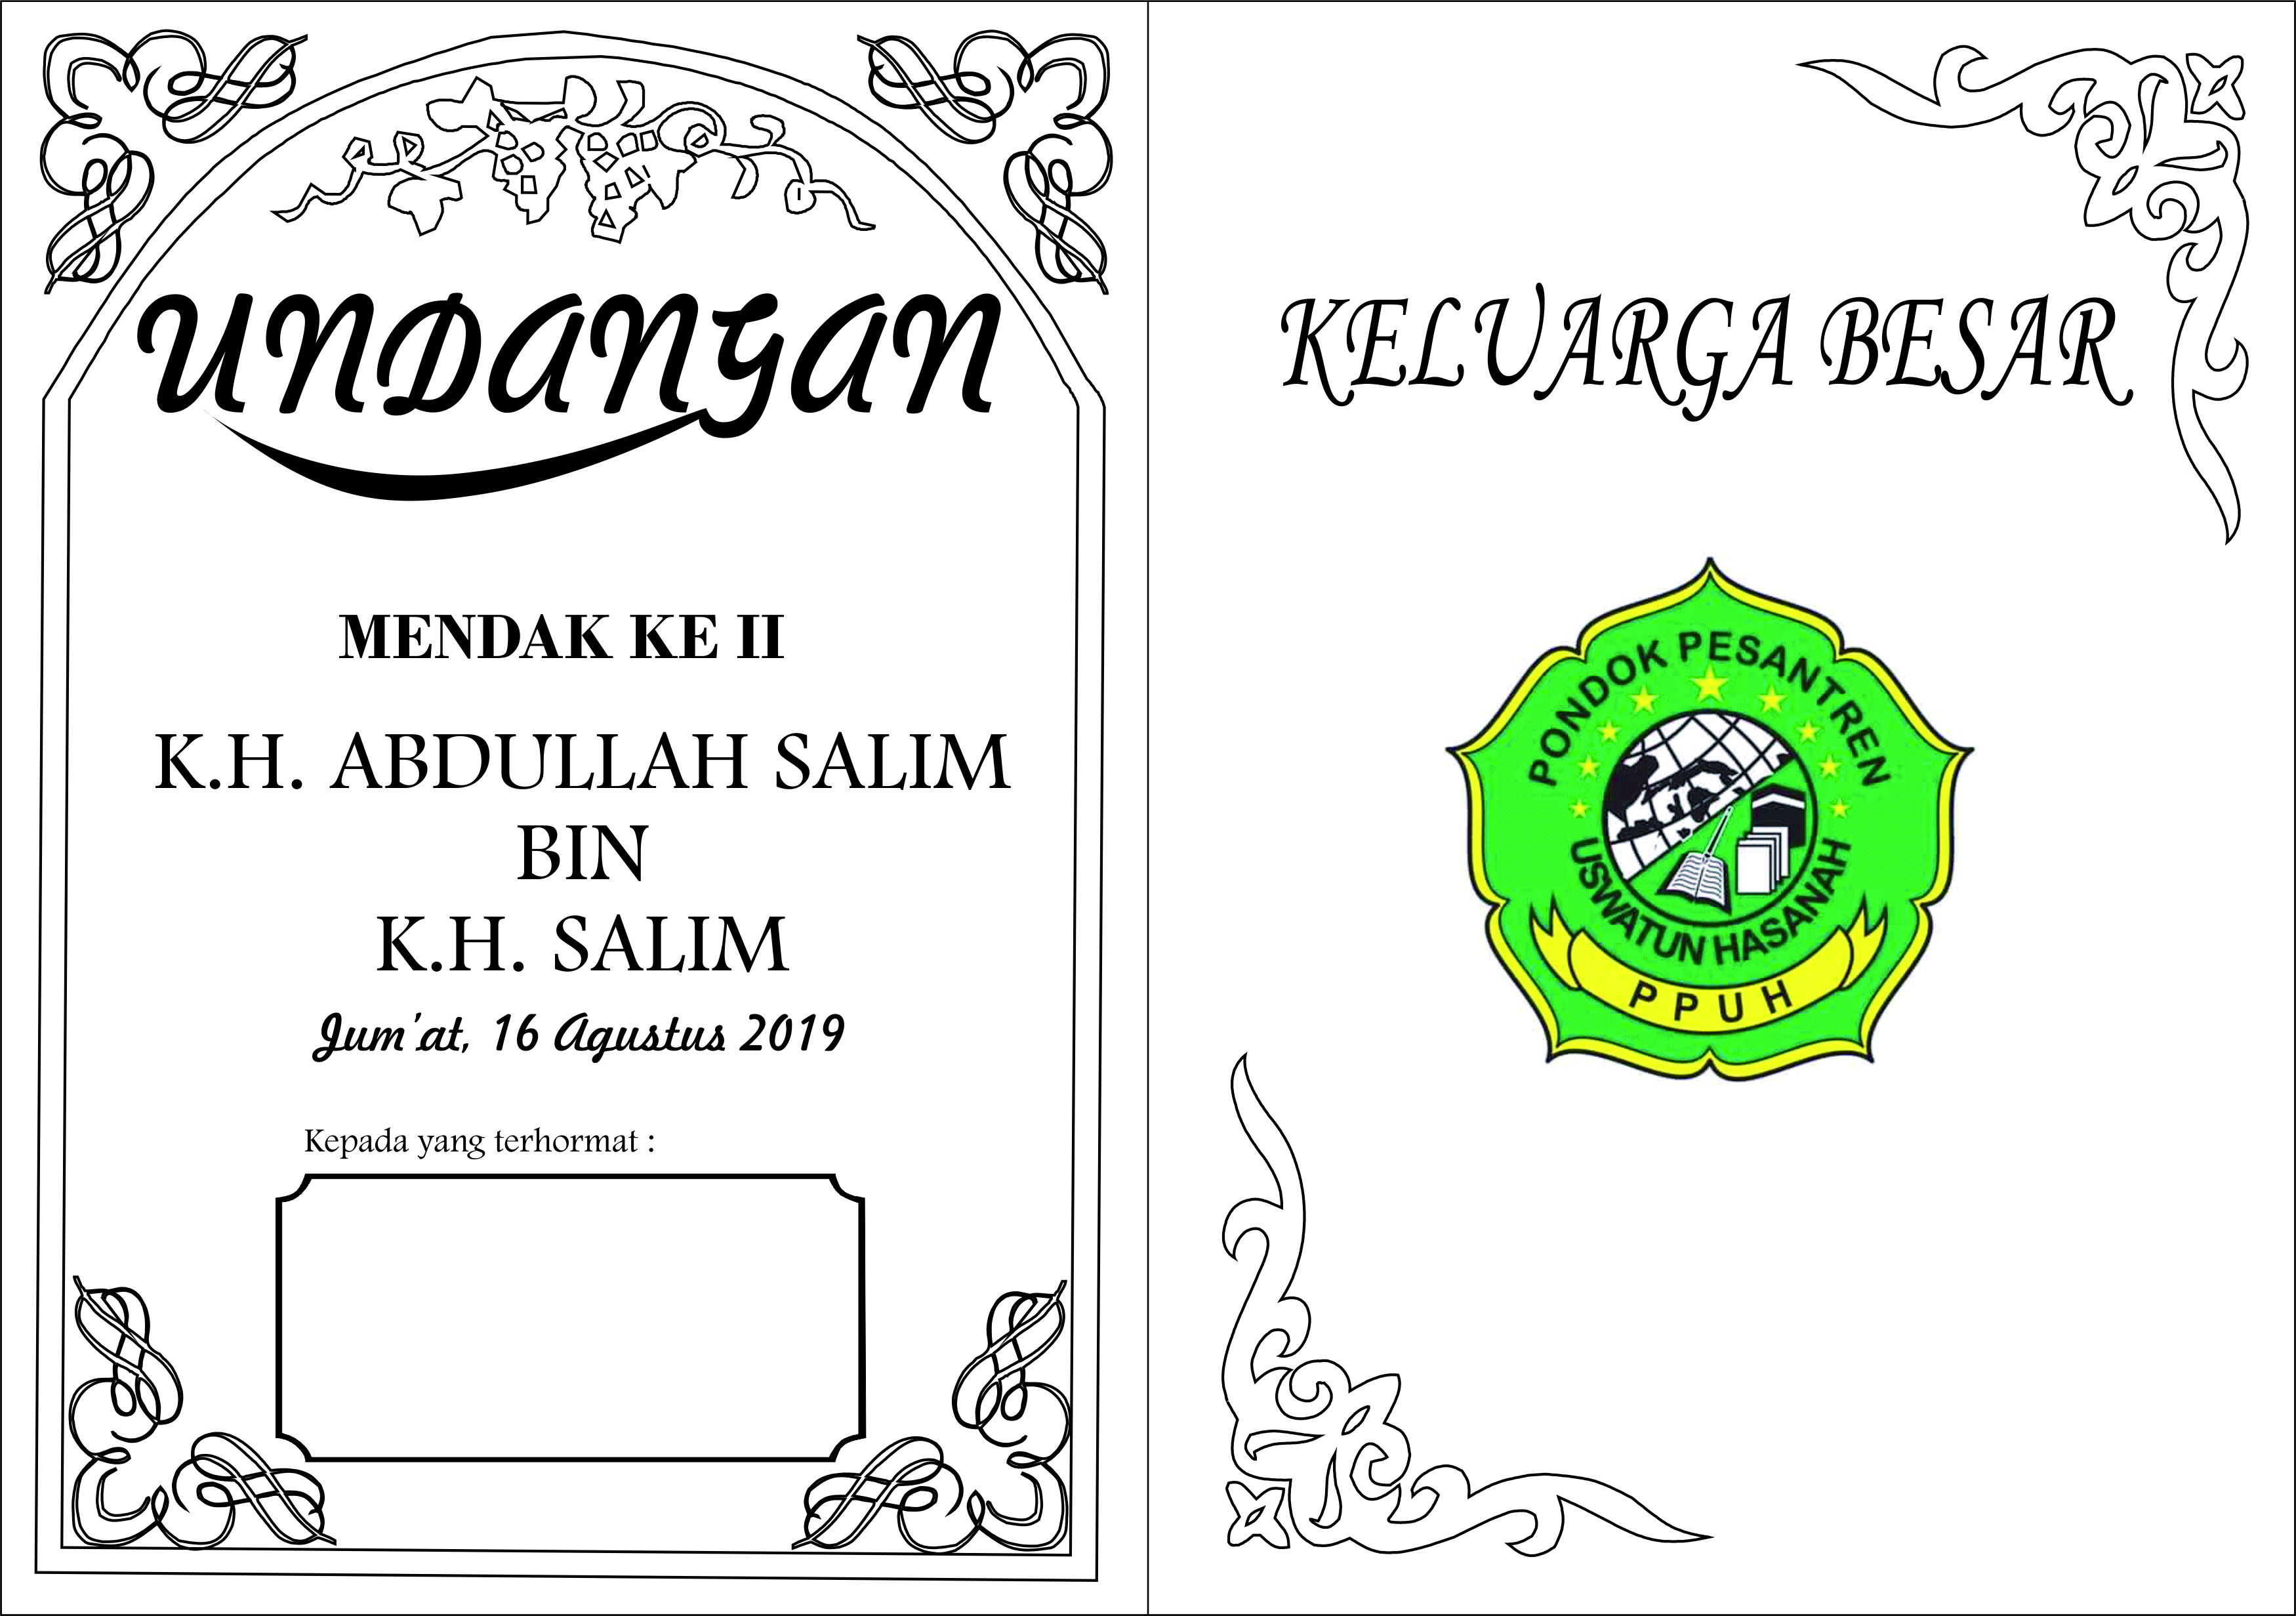 UNDANGAN
MENDAK KE II
K.H. ABDULLAH SALIM
BIN
K.H. SALIM
Jum'at, 16 Agustus 2019
Kepada yang terhormat :
KELUARGA BESAR
PONDOK PESANTREN
USWATUN HASANAH
PPUH